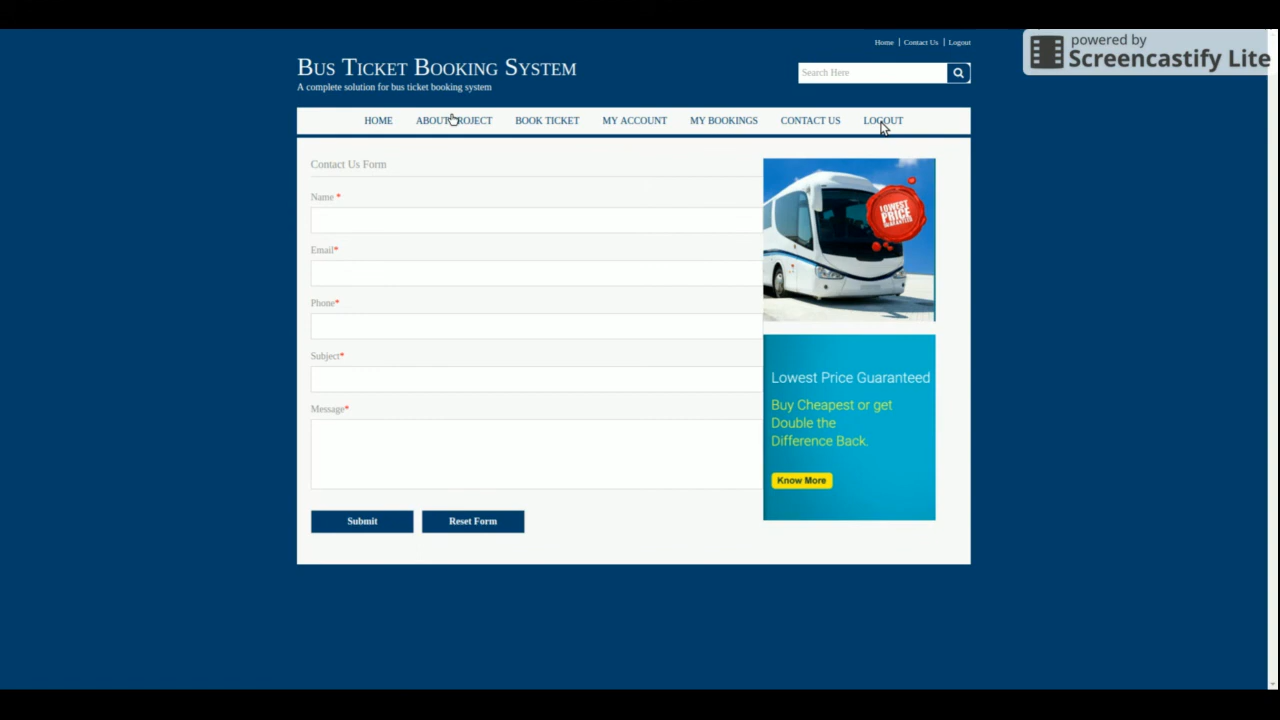 powered by
Screencastify Lite
Home | Contact Us | Logout
BUS TICKET BOOKING SYSTEM
A complete solution for bus ticket booking system
Search Here
HOME ABOUT PROJECT BOOK TICKET MY ACCOUNT MY BOOKINGS CONTACT US LOGOUT
Contact Us Form
Name *
Email*
Phone*
Subject*
Message*
Submit Reset Form
LOWEST
PRICE
GUARANTEED
Lowest Price Guaranteed
Buy Cheapest or get
Double the
Difference Back.
Know More